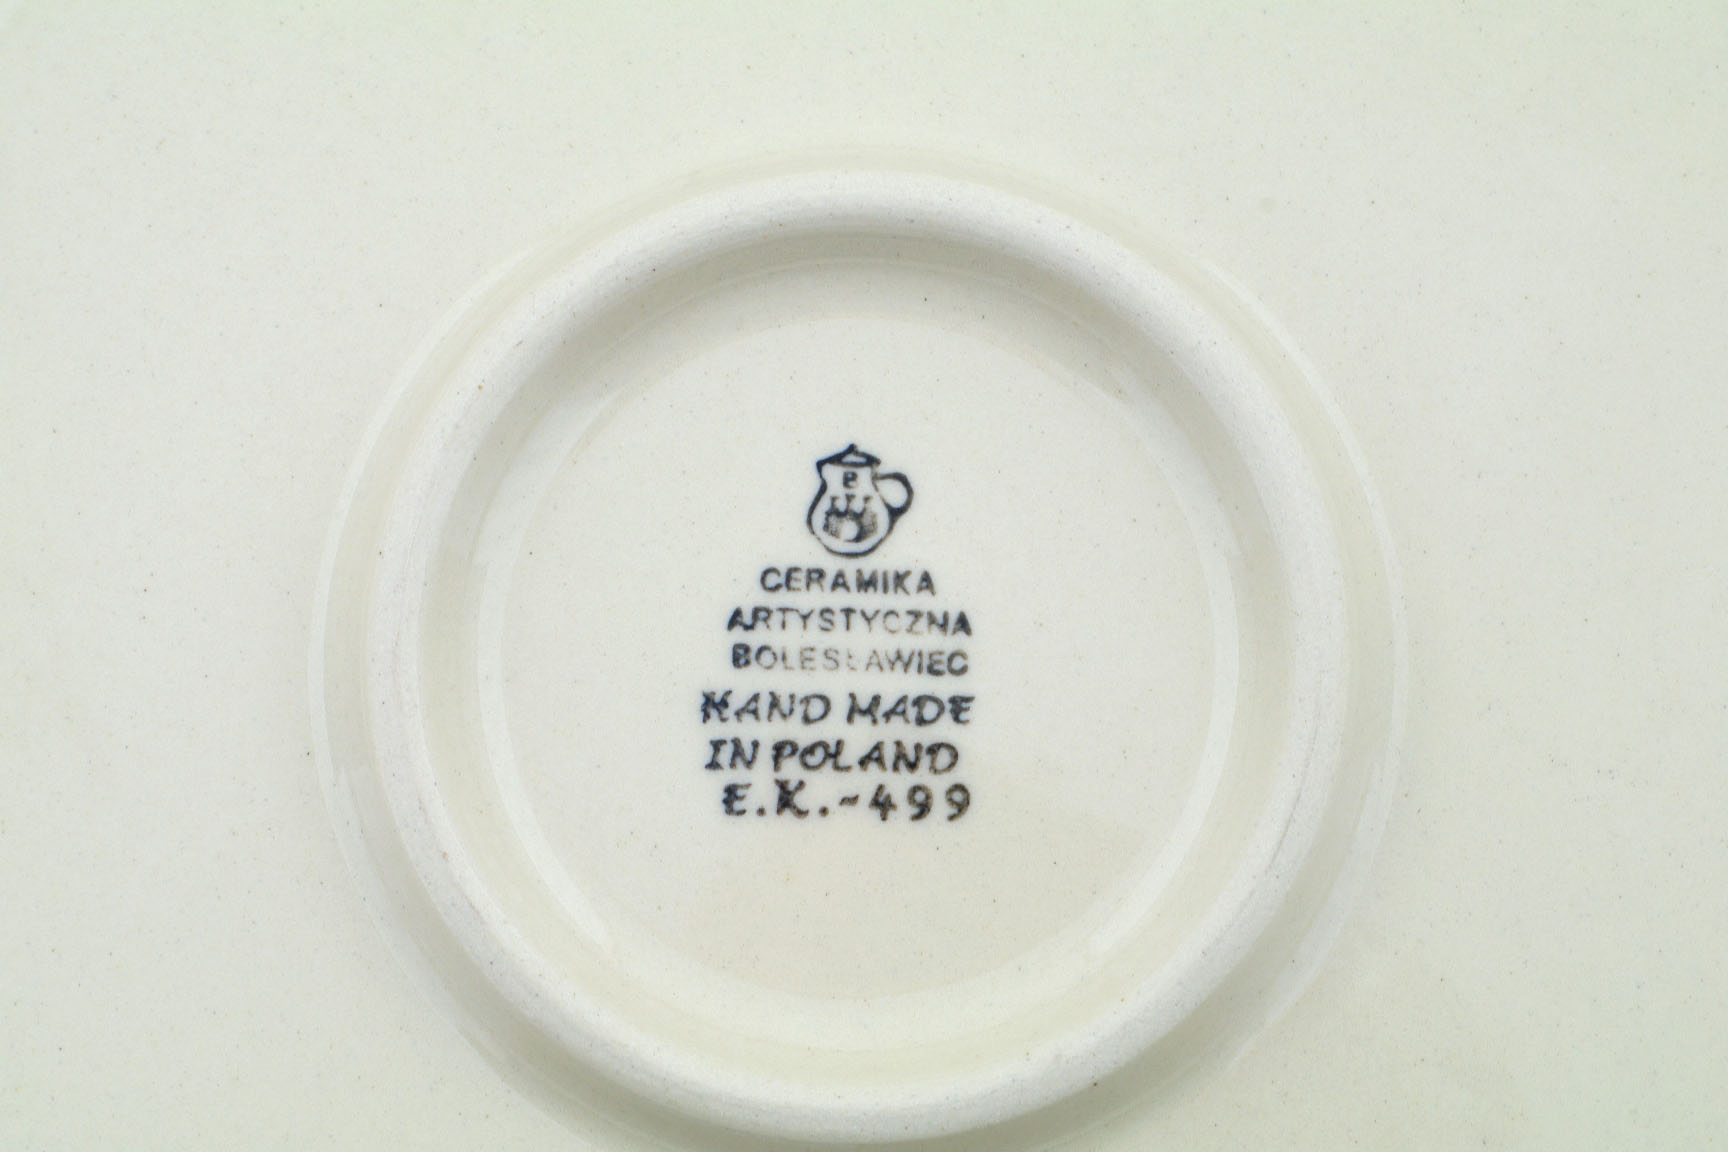 B
CERAMIKA
ARTYSTYCZNA
BOLESŁAWIEC
HAND MADE
IN POLAND
E.K.-499